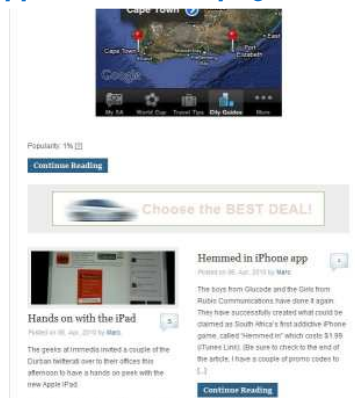 Cape Town
Cape Town
East
Port
Elizabeth
Google
My SA
World Cup
Travel Tips
City Guides
More
Popularity: 1% [?]
Continue Reading
Choose the BEST DEAL!
Hands on with the iPad
5
Posted on 06. Apr, 2010 by Marc.
The geeks at Immedia invited a couple of the
Durban twitterati over to their offices this
afternoon to have a hands on peek with the
new Apple iPad.
Hemmed in iPhone app
Posted on 06. Apr, 2010 by Marc.
The boys from Glucode and the Girls from
Rubic Communications have done it again.
They have successfully created what could be
claimed as South Africa's first addictive iPhone
game, called "Hemmed in" which costs $1.99
(iTunes Link). (Be sure to check to the end of
the article, I have a couple of promo codes to
[...]
Continue Reading